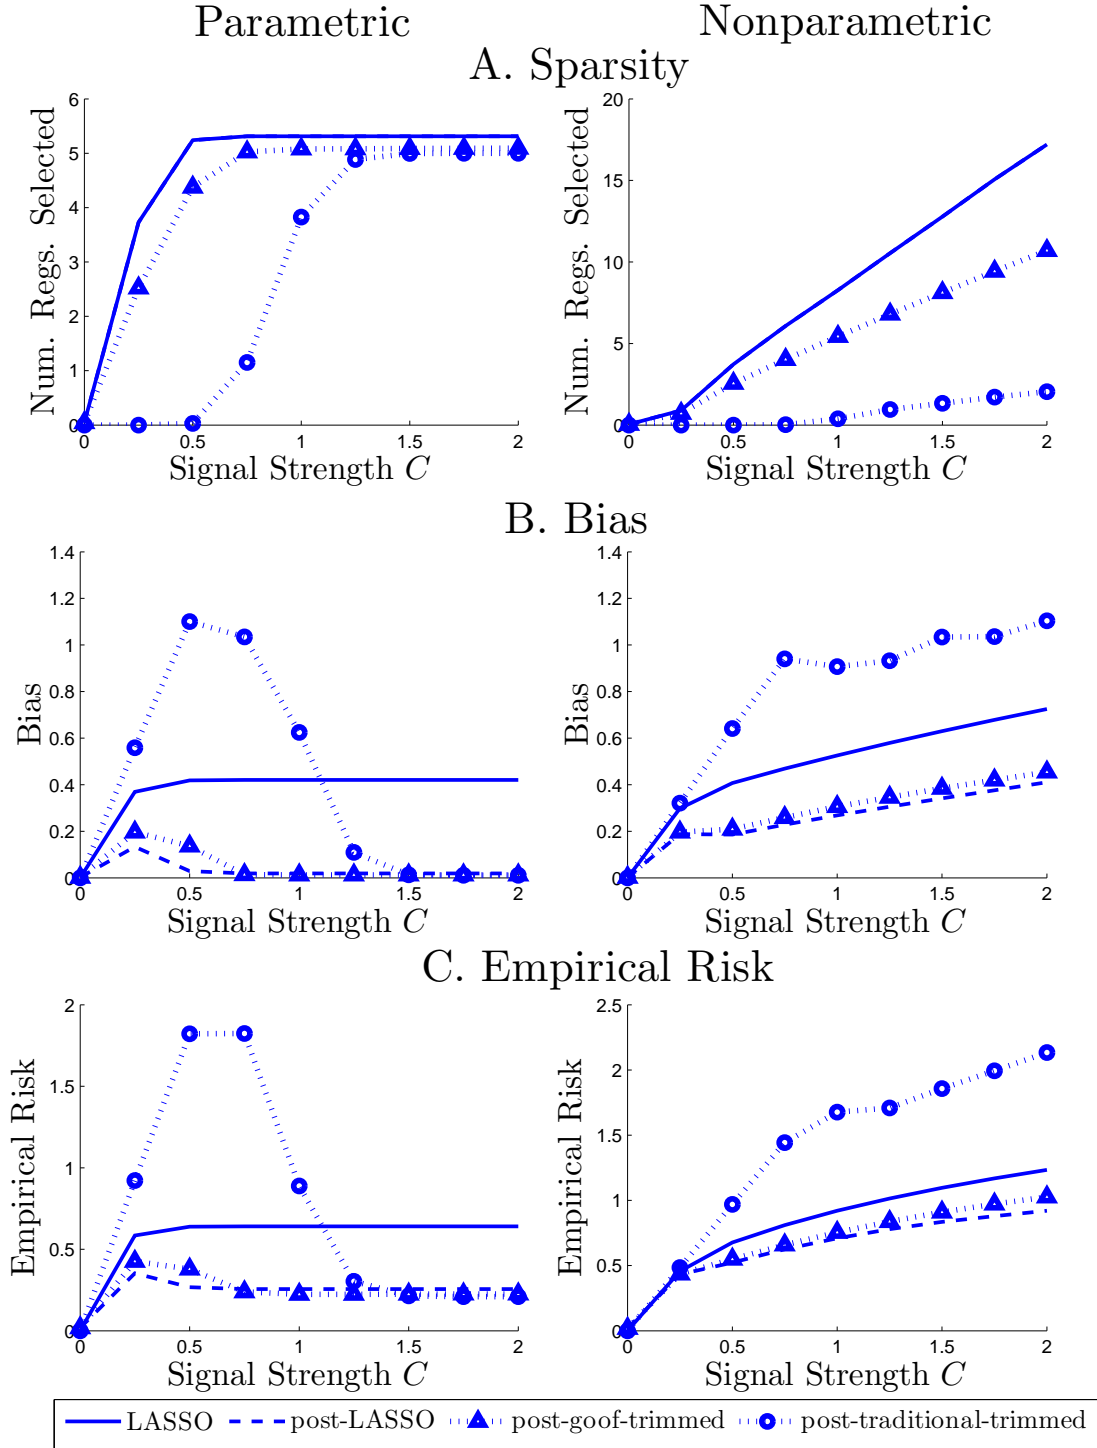 Parametric Nonparametric
A. Sparsity
6
5
4
3
2
1
0
Num. Regs. Selected
0 0.5 1 1.5 2
Signal Strength C
20
15
10
5
0
Num. Regs. Selected
0 0.5 1 1.5 2
Signal Strength C
B. Bias
1.4
1.2
1
0.8
0.6
0.4
0.2
0
Bias
0 0.5 1 1.5 2
Signal Strength C
1.4
1.2
1
0.8
0.6
0.4
0.2
0
Bias
0 0.5 1 1.5 2
Signal Strength C
C. Empirical Risk
2
1.5
1
0.5
0
Empirical Risk
0 0.5 1 1.5 2
Signal Strength C
2.5
2
1.5
1
0.5
0
Empirical Risk
0 0.5 1 1.5 2
Signal Strength C
LASSO post-LASSO post-goof-trimmed post-traditional-trimmed